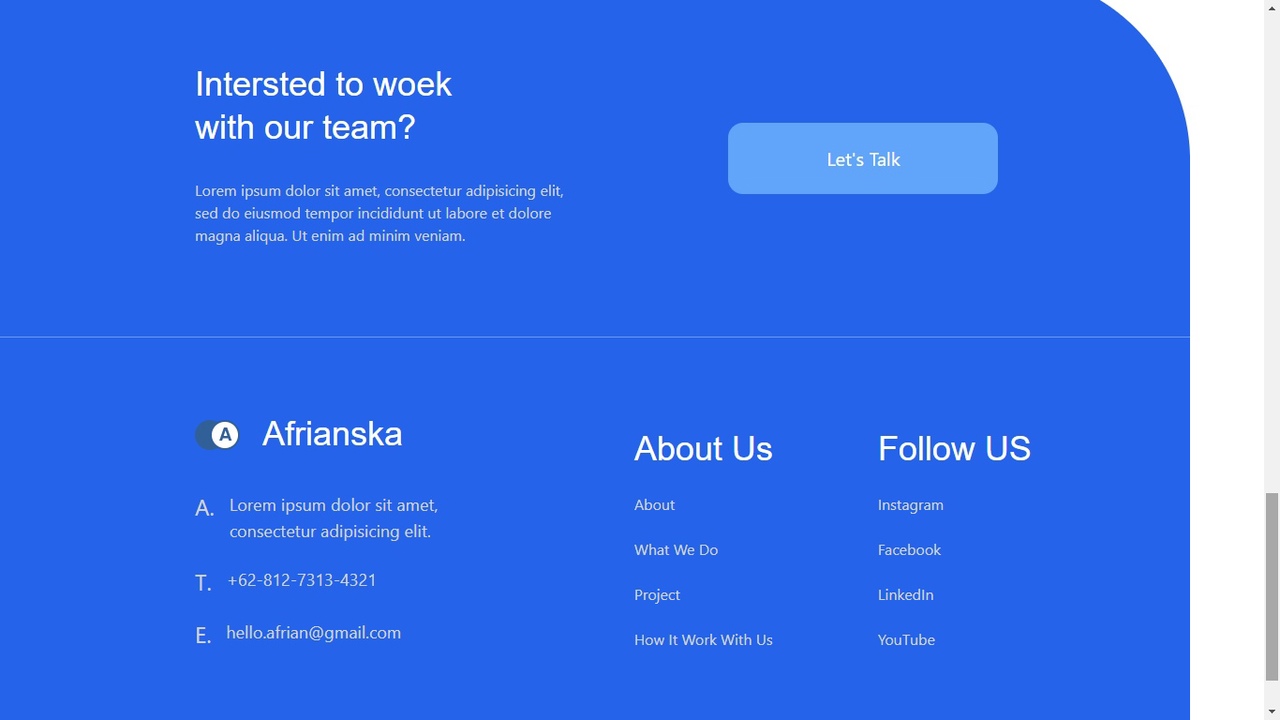 Intersted to woek
with our team?
Lorem ipsum dolor sit amet, consectetur adipisicing elit,
sed do eiusmod tempor incididunt ut labore et dolore
magna aliqua. Ut enim ad minim veniam.
Let's Talk
A
Afrianska
A. Lorem ipsum dolor sit amet,
consectetur adipisicing elit.
T. +62-812-7313-4321
E. hello.afrian@gmail.com
About Us
About
What We Do
Project
How It Work With Us
Follow US
Instagram
Facebook
LinkedIn
YouTube